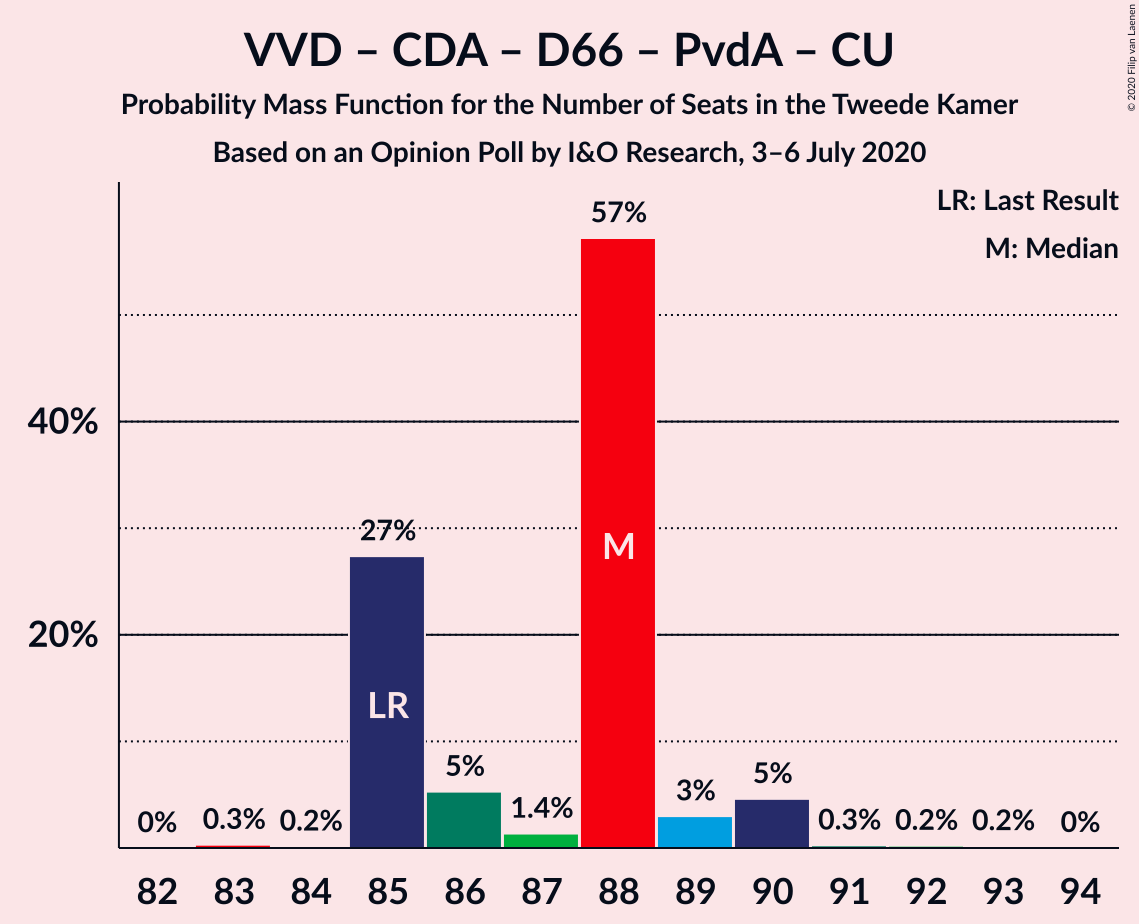 VVD – CDA – D66 – PvdA – CU
Probability Mass Function for the Number of Seats in the Tweede Kamer
Based on an Opinion Poll by I&O Research, 3–6 July 2020
© 2020 Filip van Laenen
LR: Last Result
M: Median
57%
40%
27%
M
20%
LR
5%
5%
3%
1.4%
0%
0.3%
0.2%
0.3%
0.2%
0.2%
0%
82 83 84 85 86 87 88 89 90 91 92 93 94